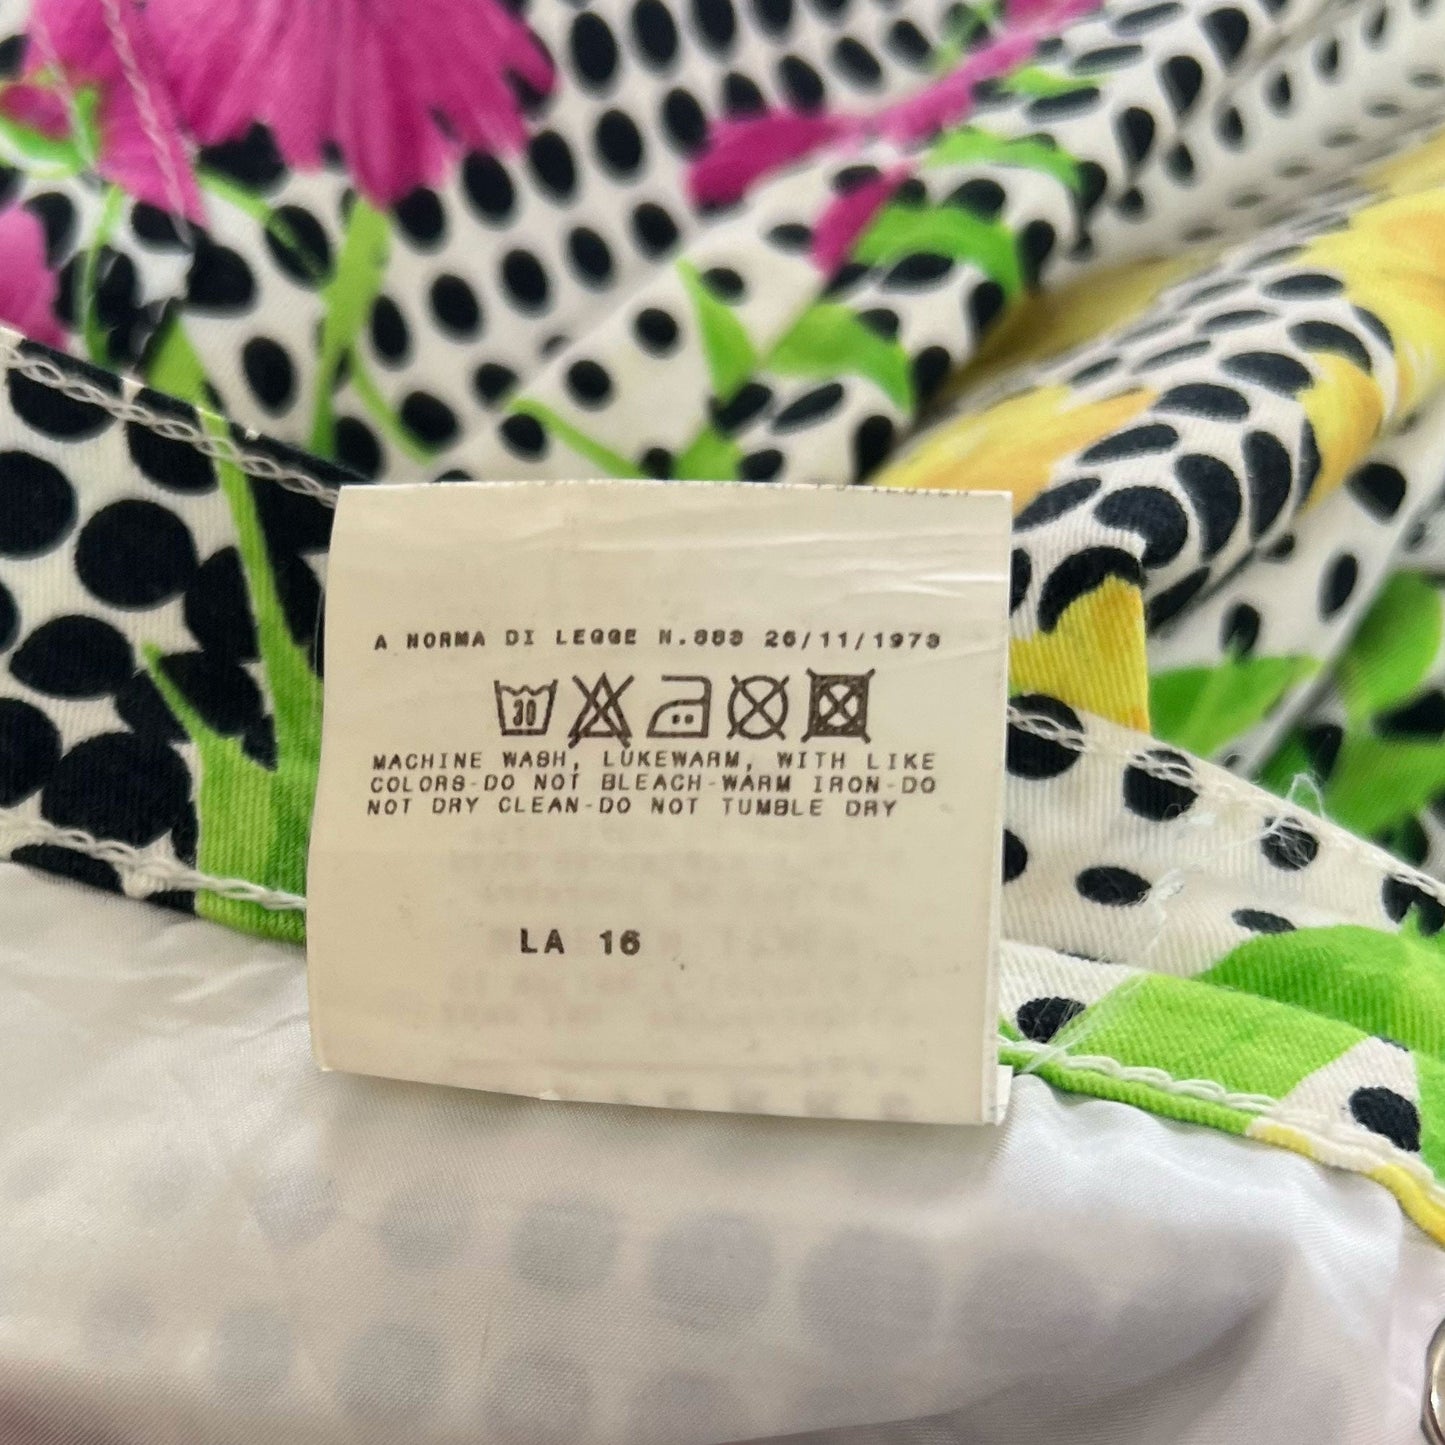 A NORMA DI LEGGE N.883 26/11/1973
30
MACHINE WASH, LUKEWARM, WITH LIKE
COLORS-DO NOT BLEACH-WARM IRON-DO
NOT DRY CLEAN-DO NOT TUMBLE DRY
LA 16